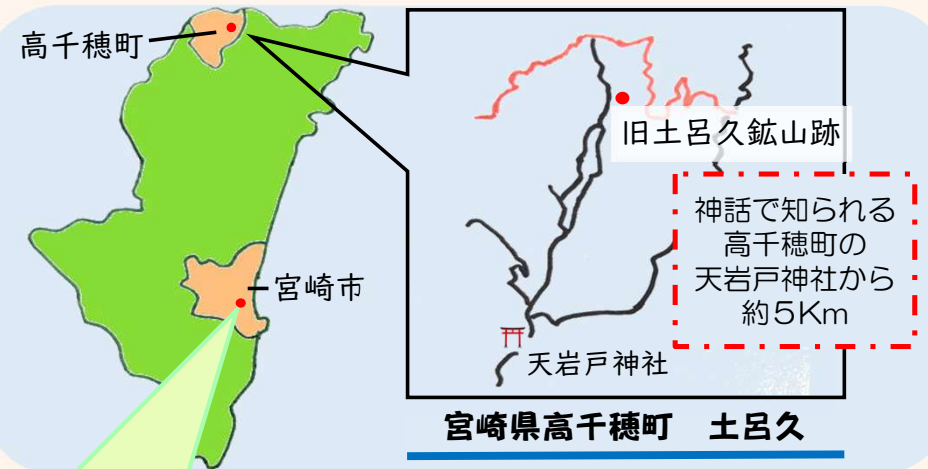 高千穂町
旧土呂久鉱山跡
神話で知られる
高千穂町の
天岩戸神社から
約5Km
宮崎市
天岩戸神社
宮崎県高千穂町 土呂久